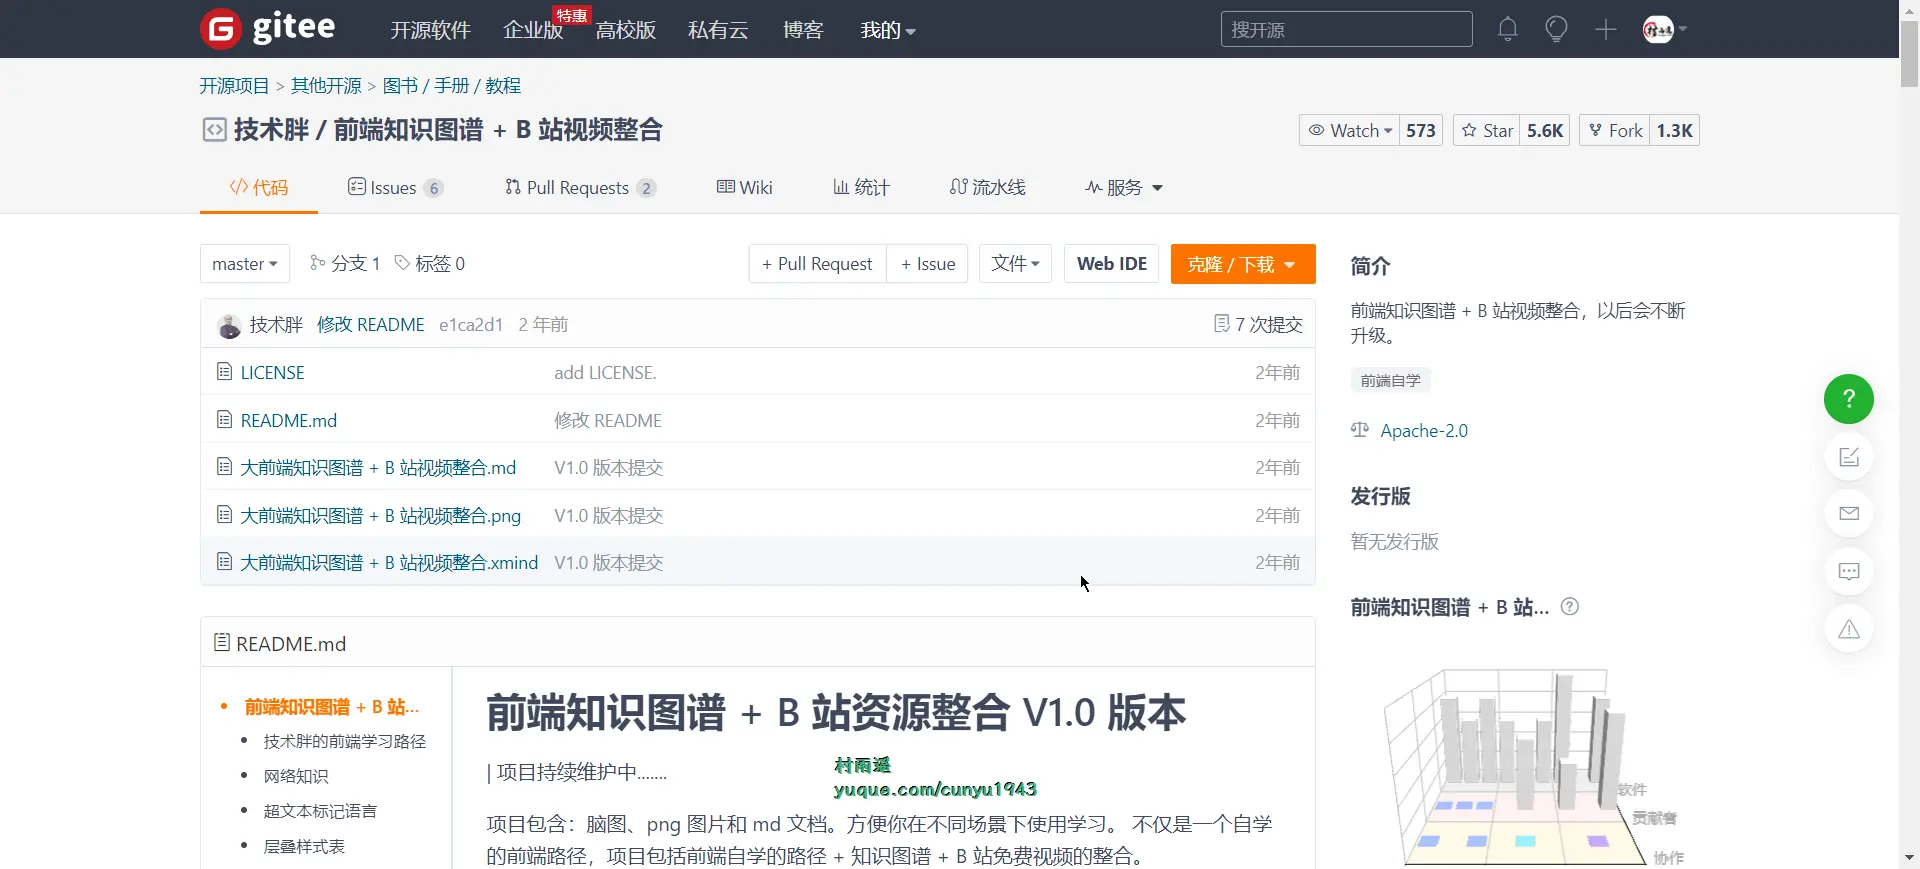 gitee
开源软件
企业版
特惠
高校版
私有云
博客
我的
搜开源
开源项目 > 其他开源 > 图书 / 手册 / 教程
技术胖 / 前端知识图谱 + B 站视频整合
Watch 573
Star 5.6K
Fork 1.3K
代码
Issues 6
Pull Requests 2
Wiki
统计
流水线
服务
master
分支 1
标签 0
+ Pull Request
+ Issue
文件
Web IDE
克隆 / 下载
技术胖 修改 README e1ca2d1 2 年前
7 次提交
LICENSE add LICENSE. 2年前
README.md 修改 README 2年前
大前端知识图谱 + B 站视频整合.md V1.0 版本提交 2年前
大前端知识图谱 + B 站视频整合.png V1.0 版本提交 2年前
大前端知识图谱 + B 站视频整合.xmind V1.0 版本提交 2年前
README.md
前端知识图谱 + B 站...
技术胖的前端学习路径
网络知识
超文本标记语言
层叠样式表
前端知识图谱 + B 站资源整合 V1.0 版本
| 项目持续维护中.......
村雨遥
yuque.com/cunyu1943
项目包含：脑图、png 图片和 md 文档。方便你在不同场景下使用学习。 不仅是一个自学
的前端路径，项目包括前端自学的路径 + 知识图谱 + B 站免费视频的整合。
简介
前端知识图谱 + B 站视频整合，以后会不断
升级。
前端自学
Apache-2.0
发行版
暂无发行版
前端知识图谱 + B 站... ?
软件
贡献者
协作
?